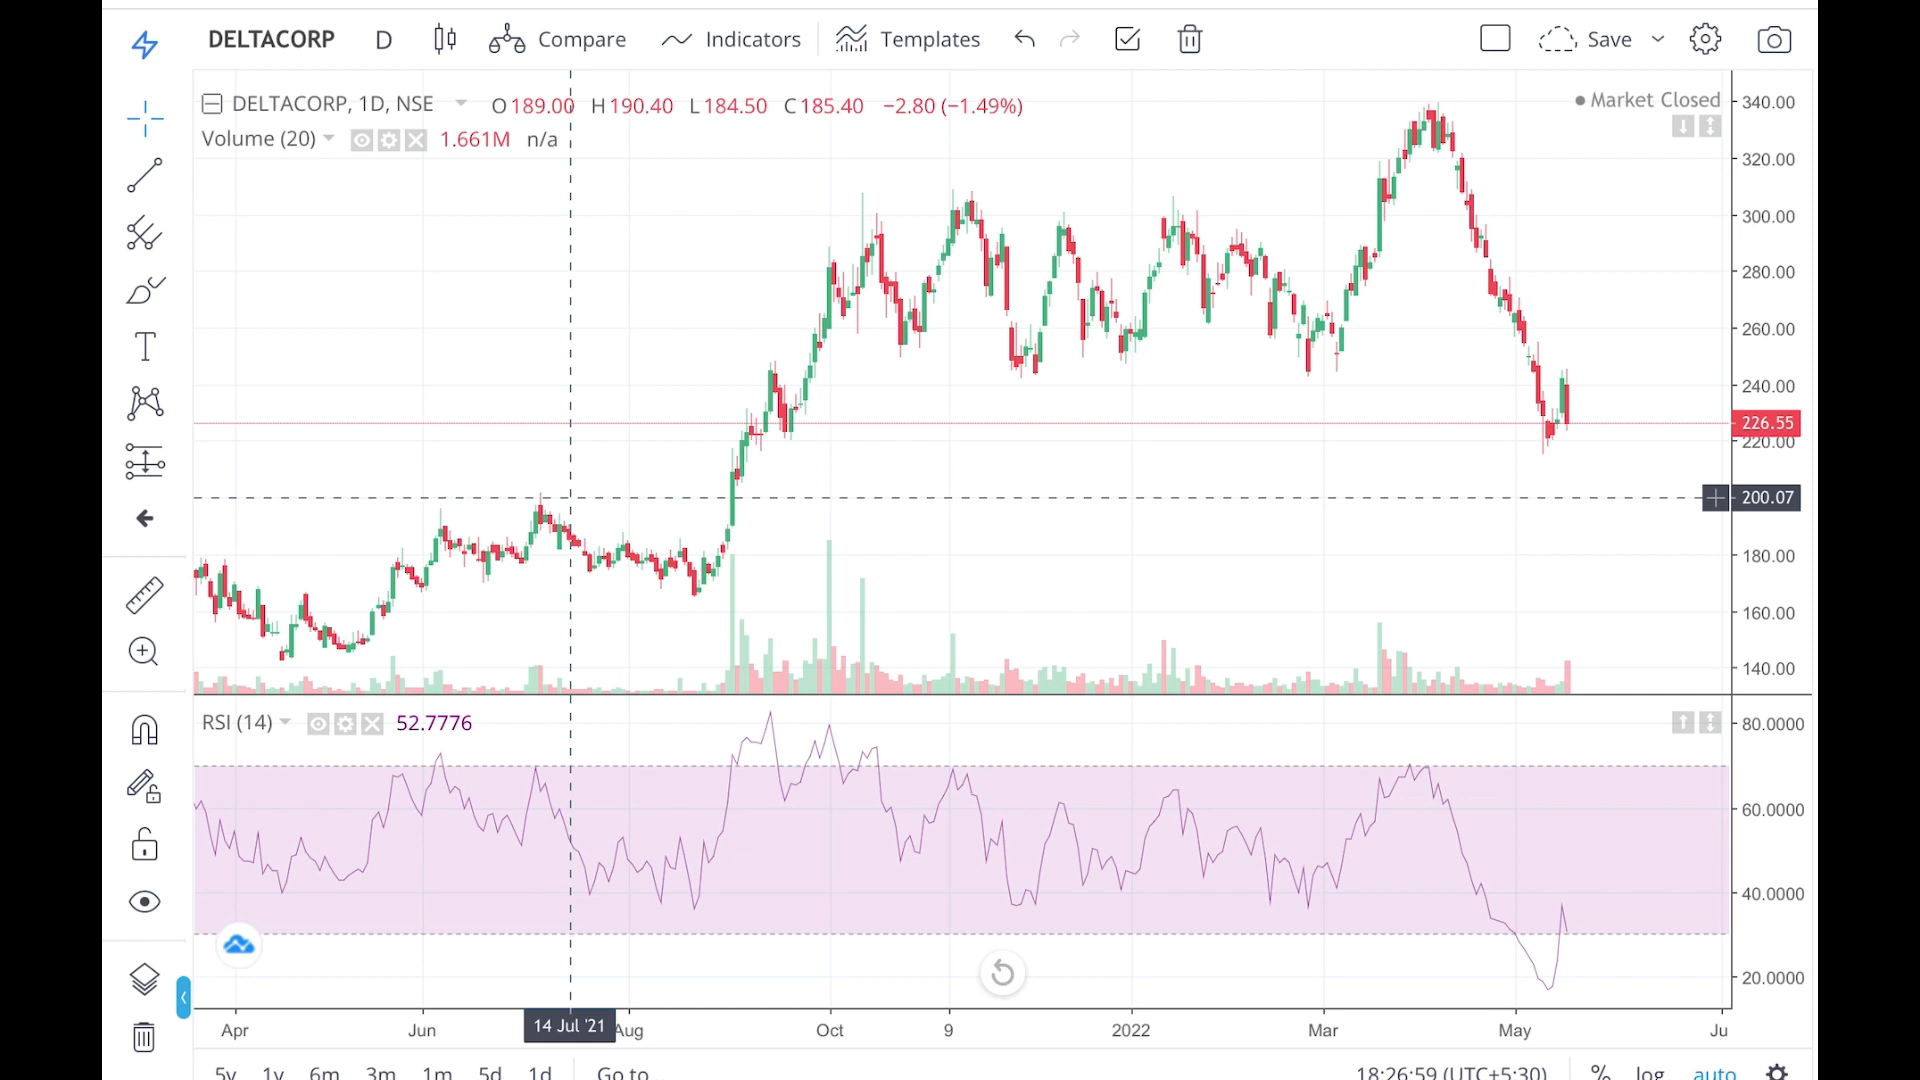 DELTACORP D Compare Indicators Templates Save
DELTACORP, 1D, NSE O189.00 H190.40 L184.50 C185.40 −2.80 (−1.49%)
Market Closed
Volume (20) 1.661M n/a
340.00
320.00
300.00
280.00
260.00
240.00
226.55
220.00
200.07
180.00
160.00
140.00
RSI (14) 52.7776
80.0000
60.0000
40.0000
20.0000
Apr Jun 14 Jul '21 Aug Oct 9 2022 Mar May Ju
5y 1y 6m 3m 1m 5d 1d Go to... 18:26:59 (UTC+5:30) % log auto